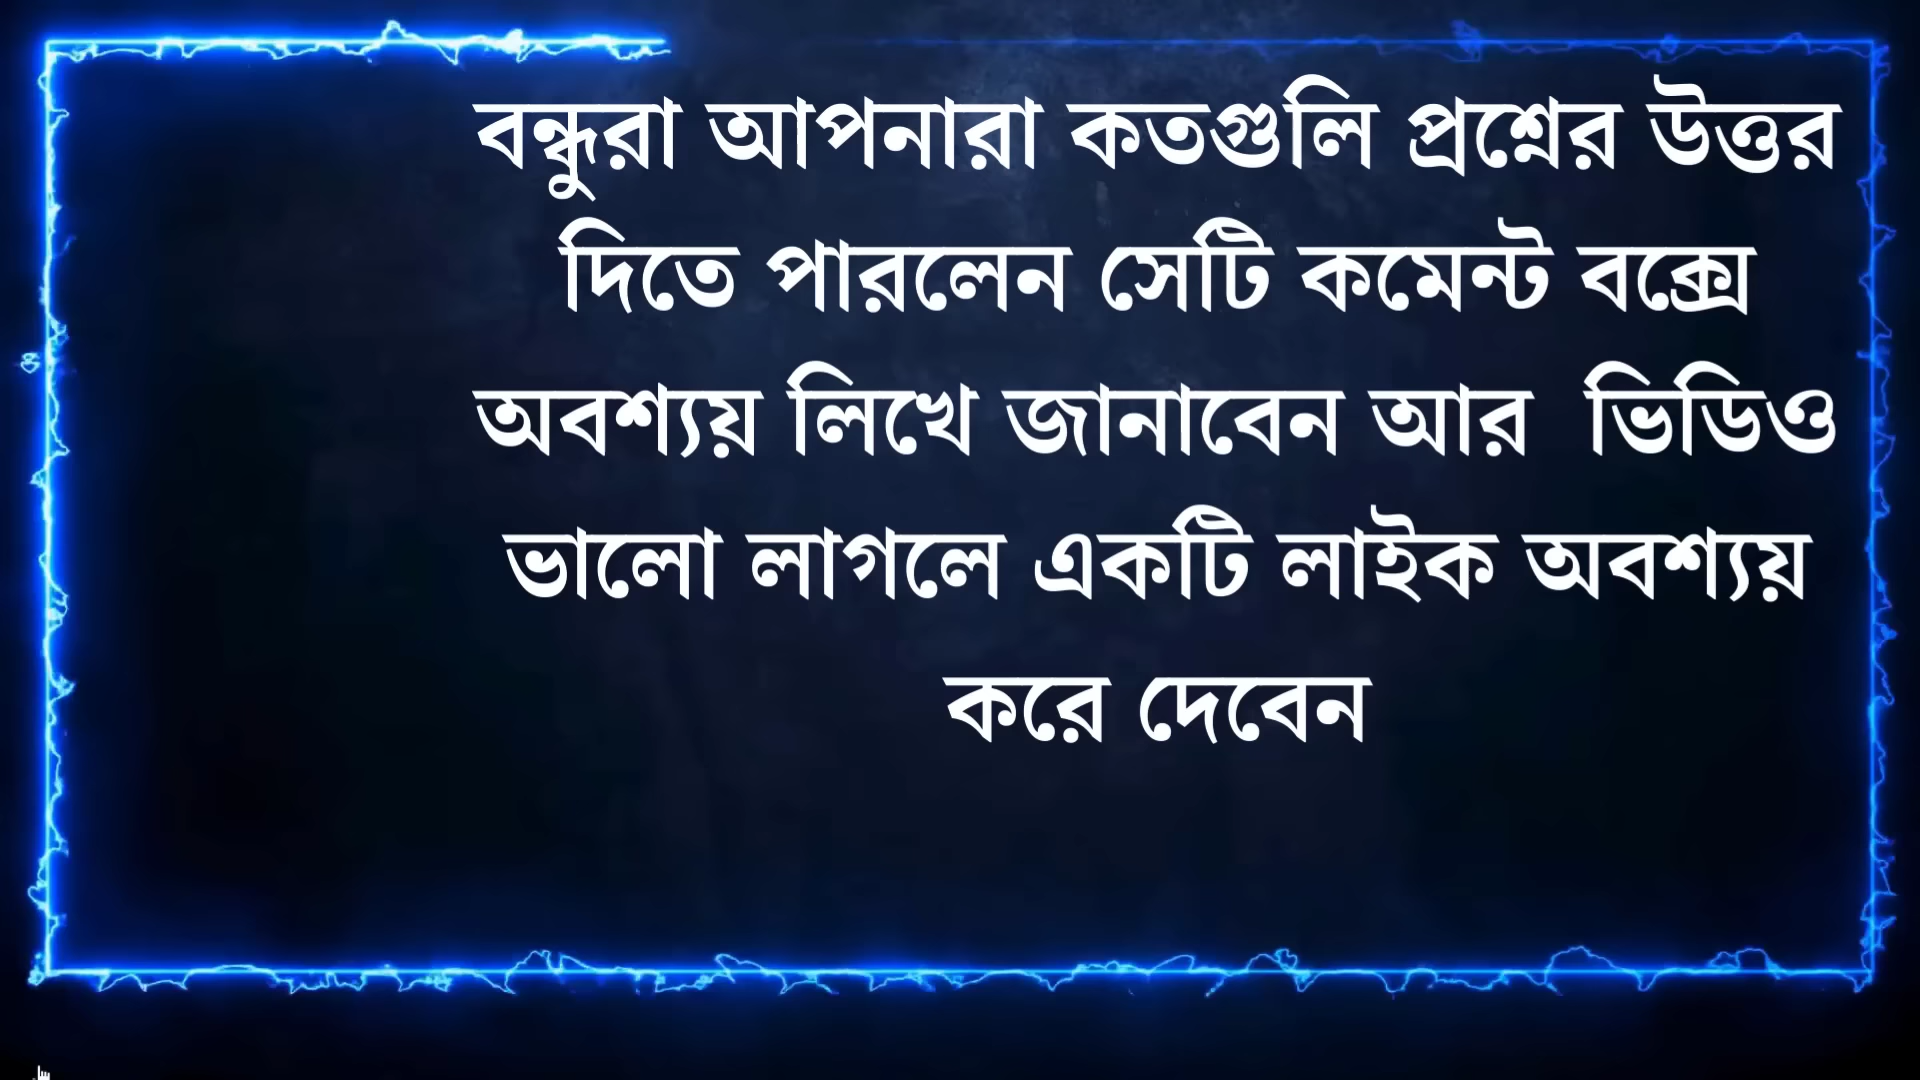 বন্ধুরা আপনারা কতগুলি প্রশ্নের উত্তর
দিতে পারলেন সেটি কমেন্ট বক্সে
অবশ্যয় লিখে জানাবেন আর  ভিডিও
ভালো লাগলে একটি লাইক অবশ্যয়
করে দেবেন